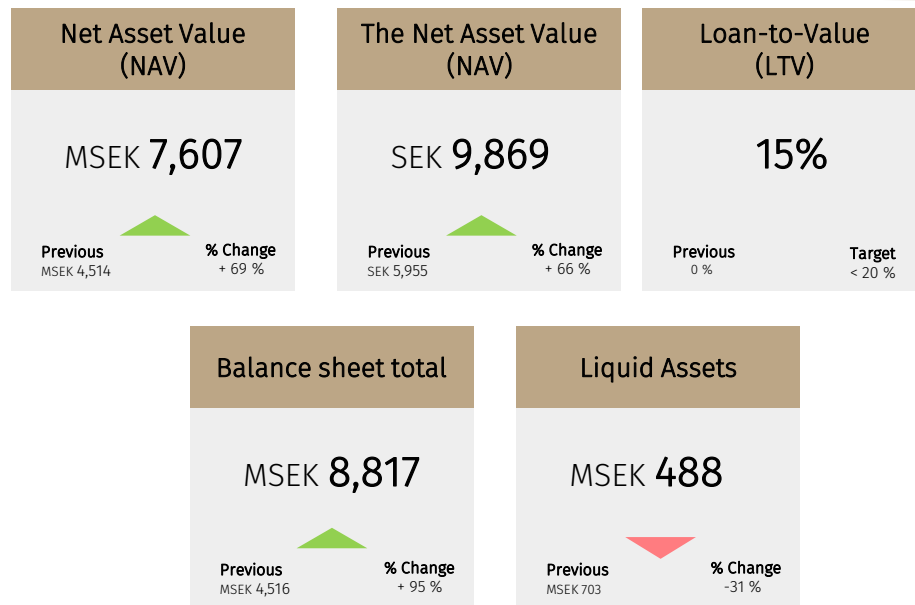 Net Asset Value
(NAV)
MSEK 7,607
Previous
MSEK 4,514
% Change
+ 69 %
The Net Asset Value
(NAV)
SEK 9,869
Previous
SEK 5,955
% Change
+ 66 %
Loan-to-Value
(LTV)
15%
Previous
0 %
Target
< 20 %
Balance sheet total
MSEK 8,817
Previous
MSEK 4,516
% Change
+ 95 %
Liquid Assets
MSEK 488
Previous
MSEK 703
% Change
-31 %